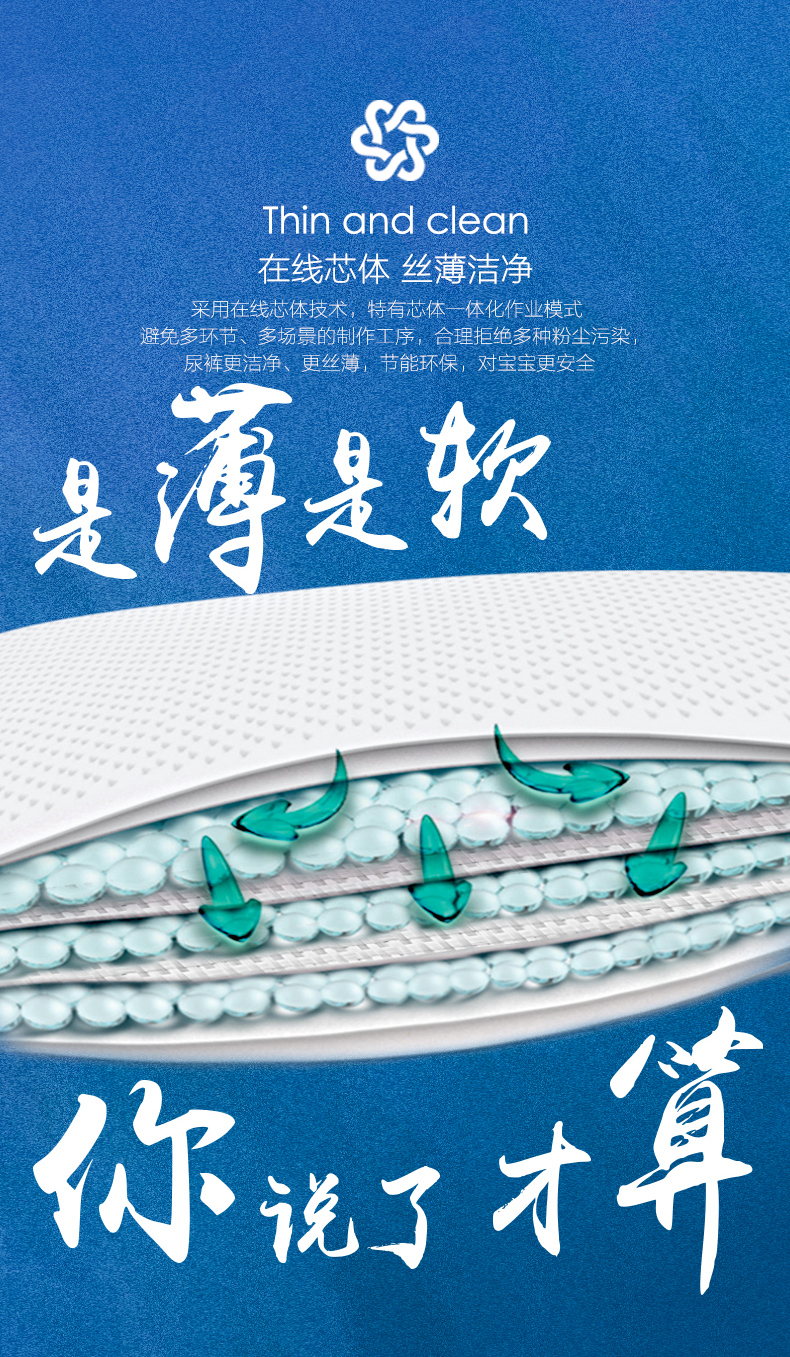 Thin and clean
在线芯体 丝薄洁净
采用在线芯体技术，特有芯体一体化作业模式
避免多环节、多场景的制作工序，合理拒绝多种粉尘污染，
尿裤更洁净、更丝薄，节能环保，对宝宝更安全
是薄是软
你说了才算